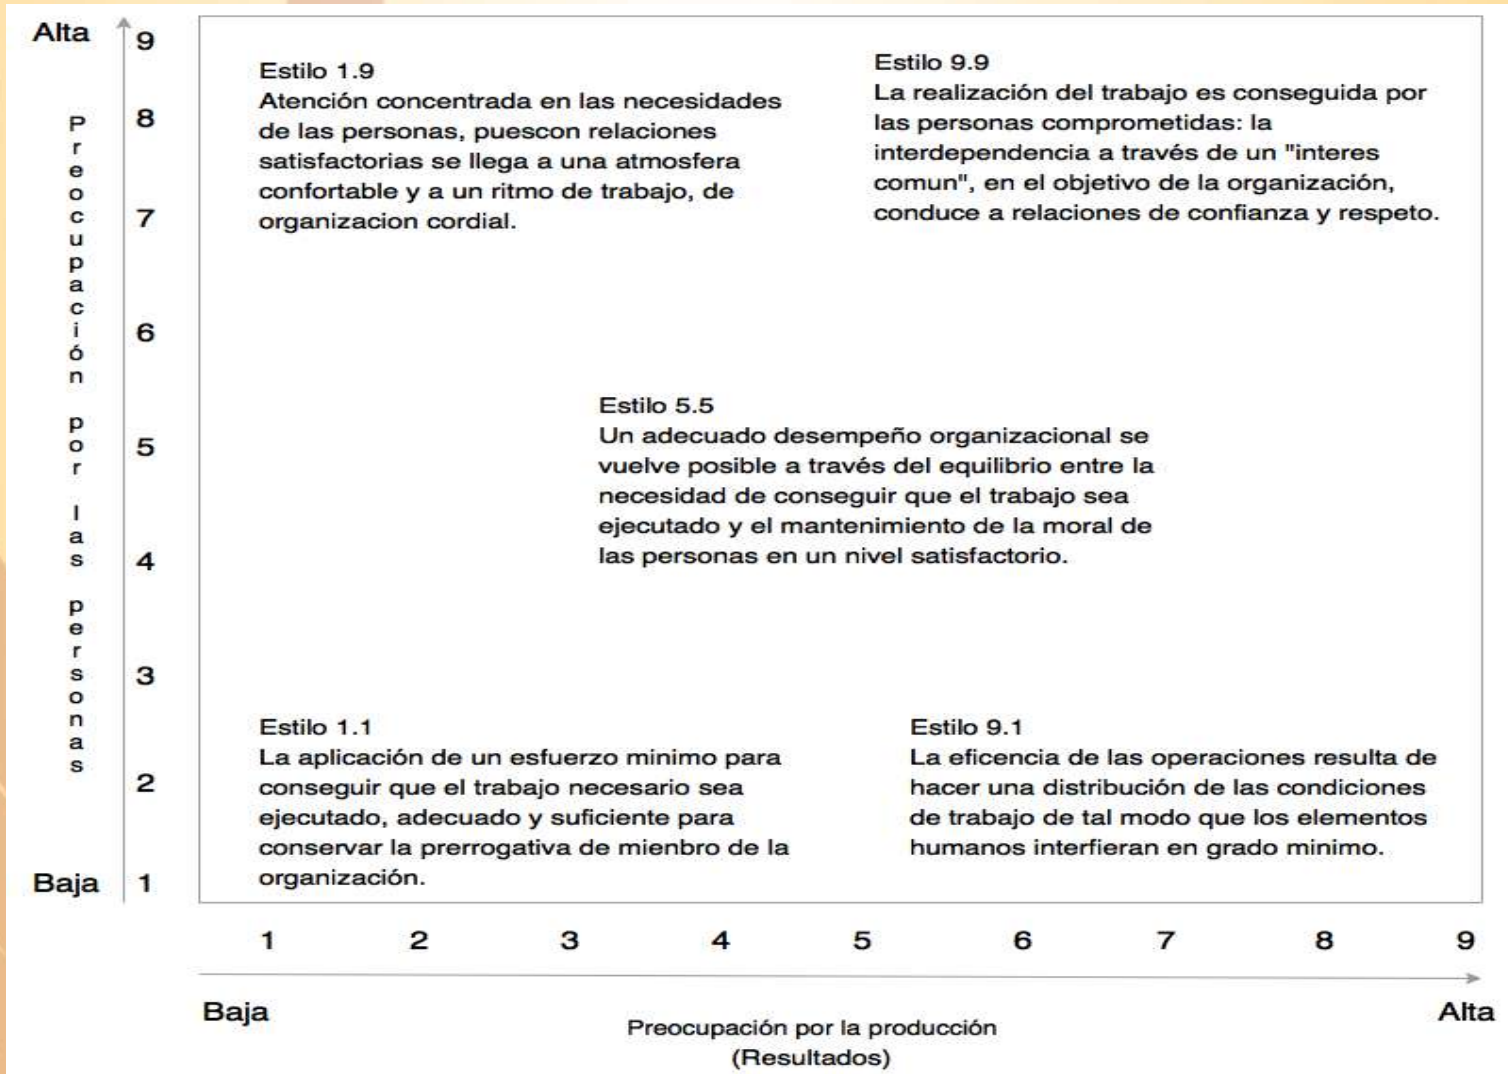 Alta
9
8
7
6
5
4
3
2
1
Baja
Preocupación por las personas
Estilo 1.9
Atención concentrada en las necesidades
de las personas, puescon relaciones
satisfactorias se llega a una atmosfera
confortable y a un ritmo de trabajo, de
organizacion cordial.
Estilo 9.9
La realización del trabajo es conseguida por
las personas comprometidas: la
interdependencia a través de un "interes
comun", en el objetivo de la organización,
conduce a relaciones de confianza y respeto.
Estilo 5.5
Un adecuado desempeño organizacional se
vuelve posible a través del equilibrio entre la
necesidad de conseguir que el trabajo sea
ejecutado y el mantenimiento de la moral de
las personas en un nivel satisfactorio.
Estilo 1.1
La aplicación de un esfuerzo minimo para
conseguir que el trabajo necesario sea
ejecutado, adecuado y suficiente para
conservar la prerrogativa de mienbro de la
organización.
Estilo 9.1
La eficencia de las operaciones resulta de
hacer una distribución de las condiciones
de trabajo de tal modo que los elementos
humanos interfieran en grado minimo.
1 2 3 4 5 6 7 8 9
Baja
Alta
Preocupación por la producción
(Resultados)